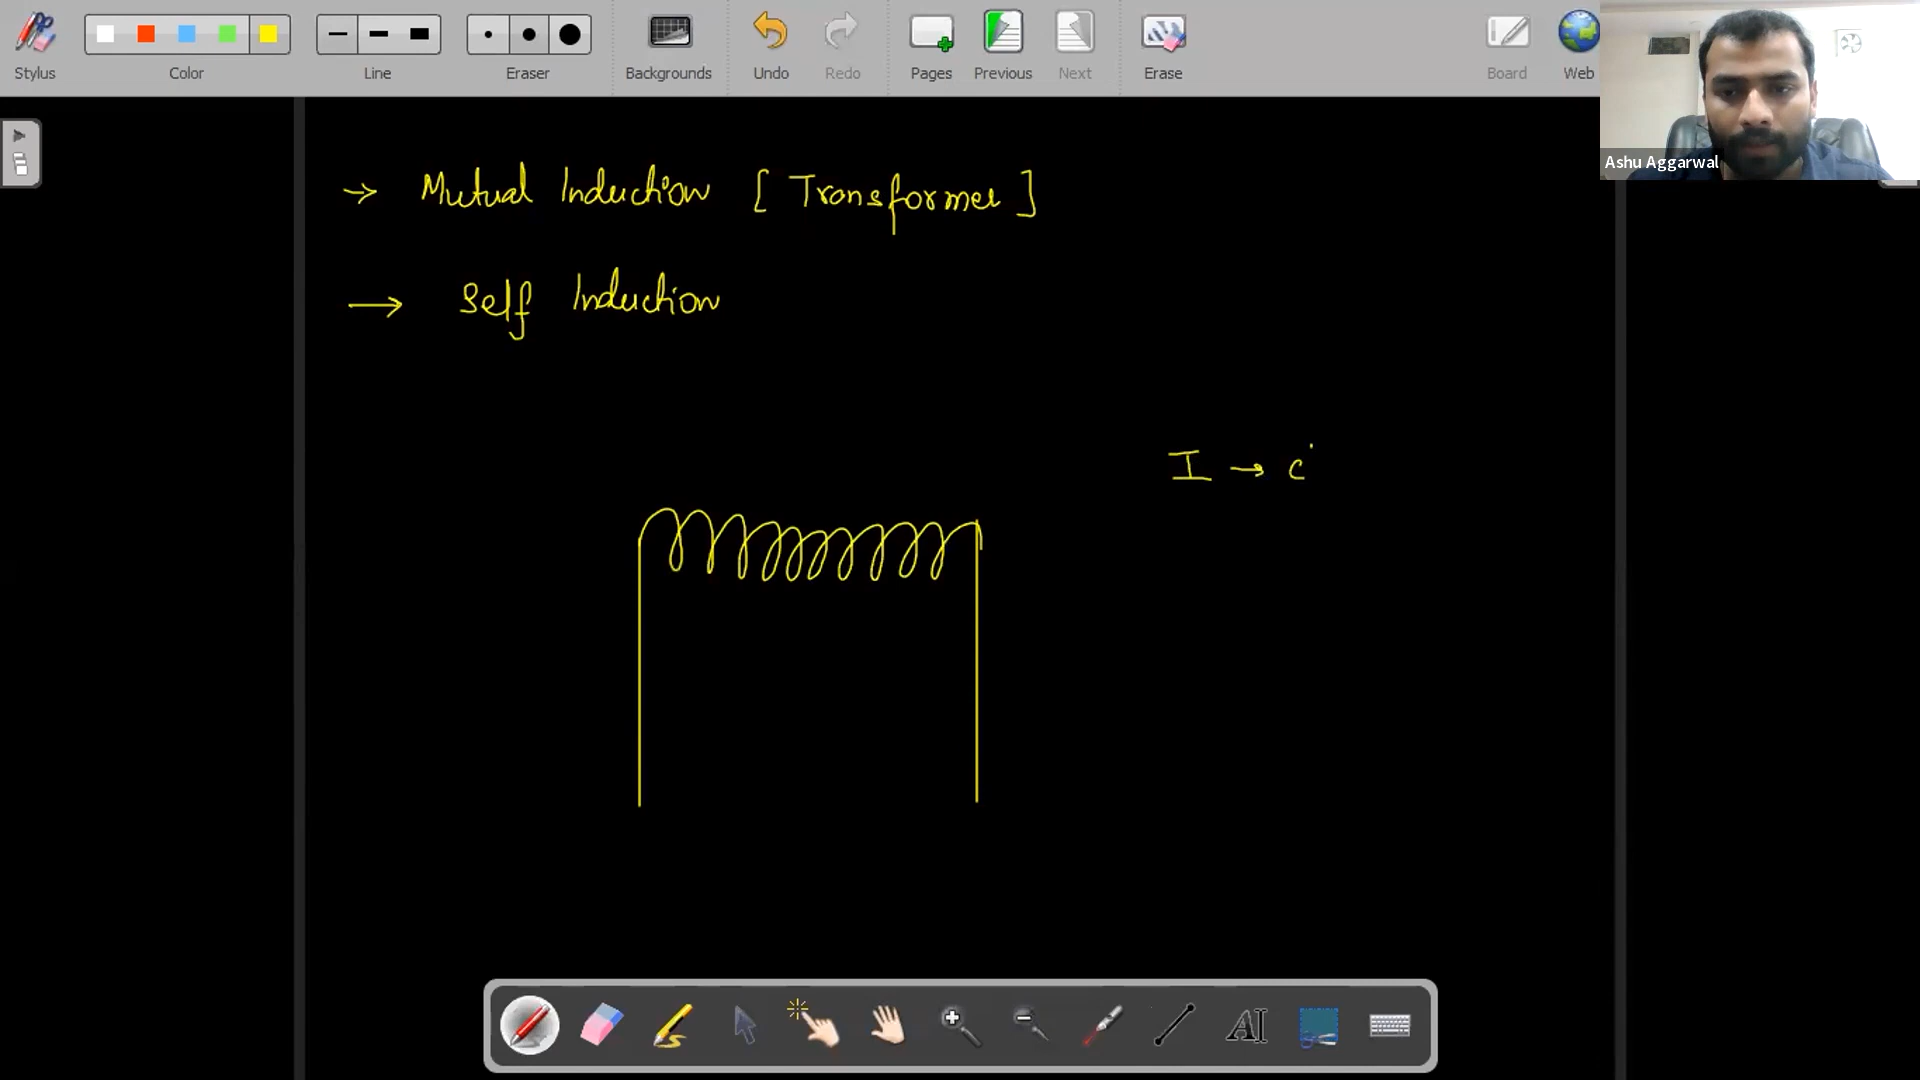 Stylus Color Line Eraser Backgrounds Undo Redo Pages Previous Next Erase Board Web
Ashu Aggarwal
→ Mutual Induction [ Transformer ]
→ Self Induction
I → c
AI